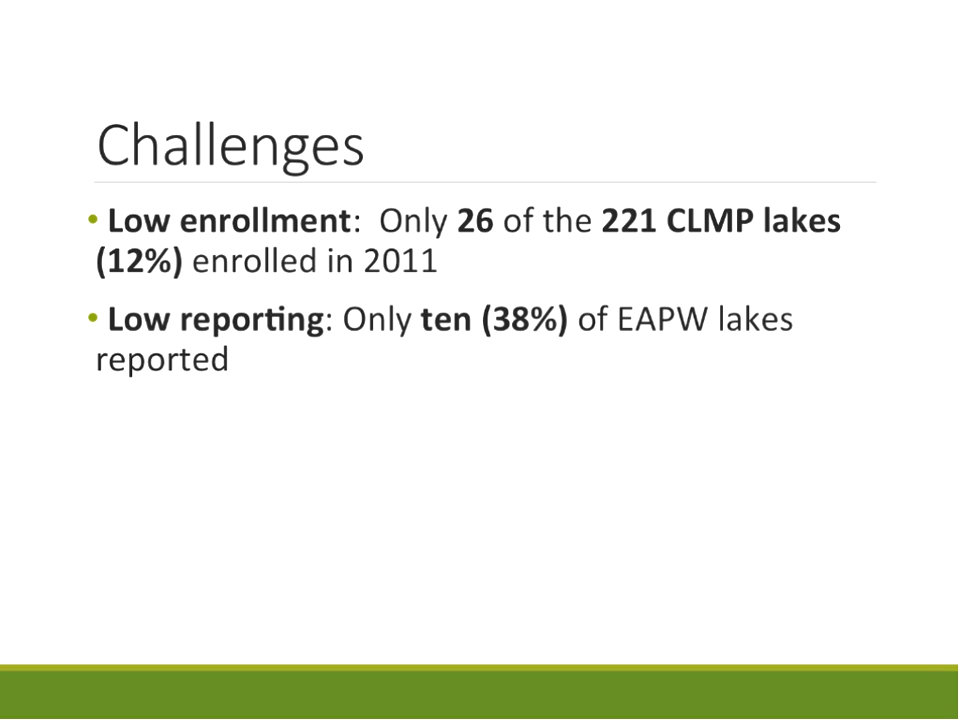 Challenges
• Low enrollment:  Only 26 of the 221 CLMP lakes
(12%) enrolled in 2011
• Low reporting: Only ten (38%) of EAPW lakes
reported